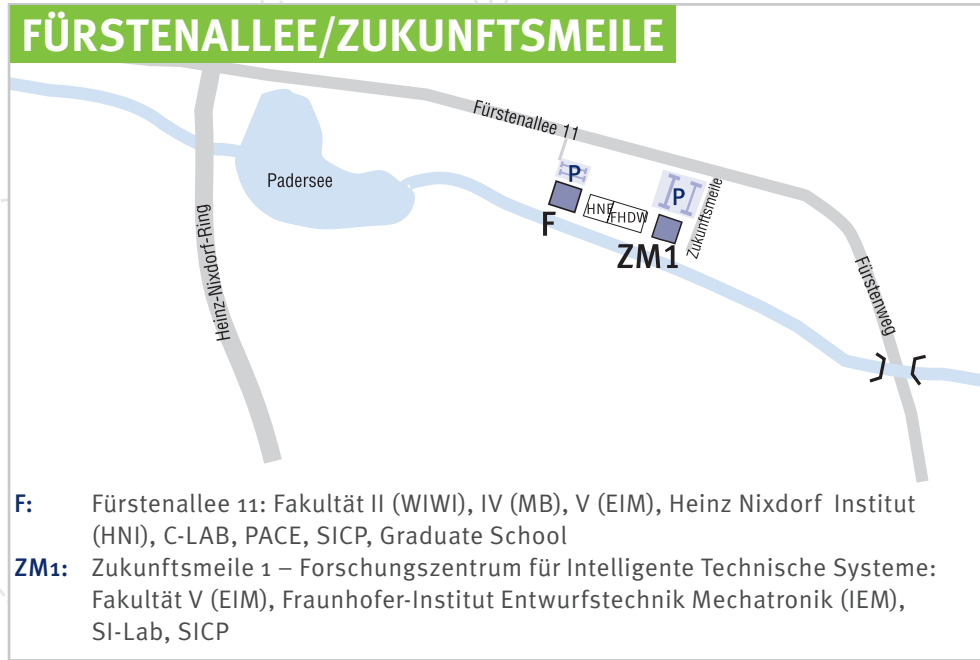 FÜRSTENALLEE/ZUKUNFTSMEILE
Fürstenallee 11
P
P
Padersee
HNF
FHDW
F
ZM1
Zukunftsmeile
Heinz-Nixdorf-Ring
Fürstenweg
F: Fürstenallee 11: Fakultät II (WIWI), IV (MB), V (EIM), Heinz Nixdorf Institut
(HNI), C-LAB, PACE, SICP, Graduate School
ZM1: Zukunftsmeile 1 – Forschungszentrum für Intelligente Technische Systeme:
Fakultät V (EIM), Fraunhofer-Institut Entwurfstechnik Mechatronik (IEM),
SI-Lab, SICP